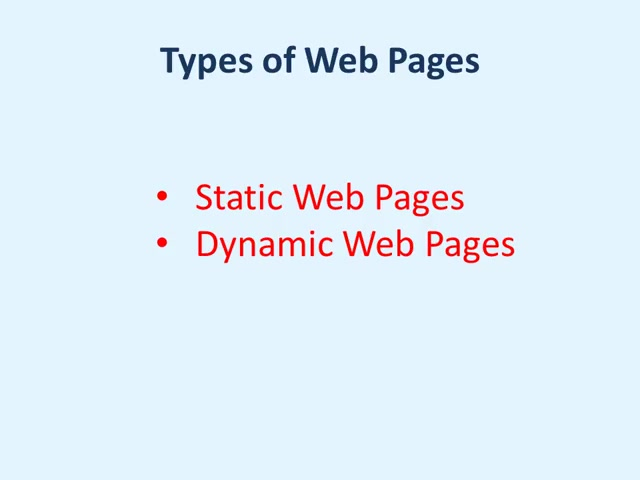 Types of Web Pages
• Static Web Pages
• Dynamic Web Pages